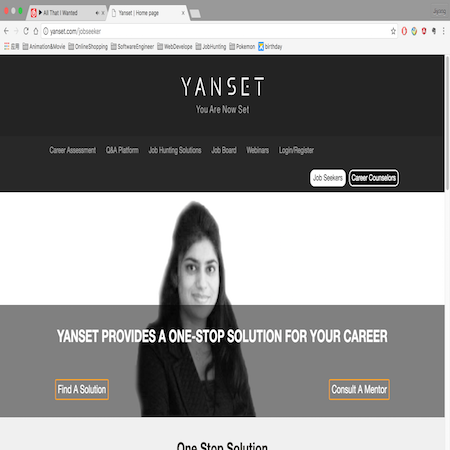 All That I Wanted
Yanset | Home page
Jiayong
yanset.com/jobseeker
应用 Animation&Movie OnlineShopping SoftwareEngineer WebDevelope JobHunting Pokemon birthday
YANSET
You Are Now Set
Career Assessment Q&A Platform Job Hunting Solutions Job Board Webinars Login/Register
Job Seekers Career Counselors
YANSET PROVIDES A ONE-STOP SOLUTION FOR YOUR CAREER
Find A Solution Consult A Mentor
One Stop Solution